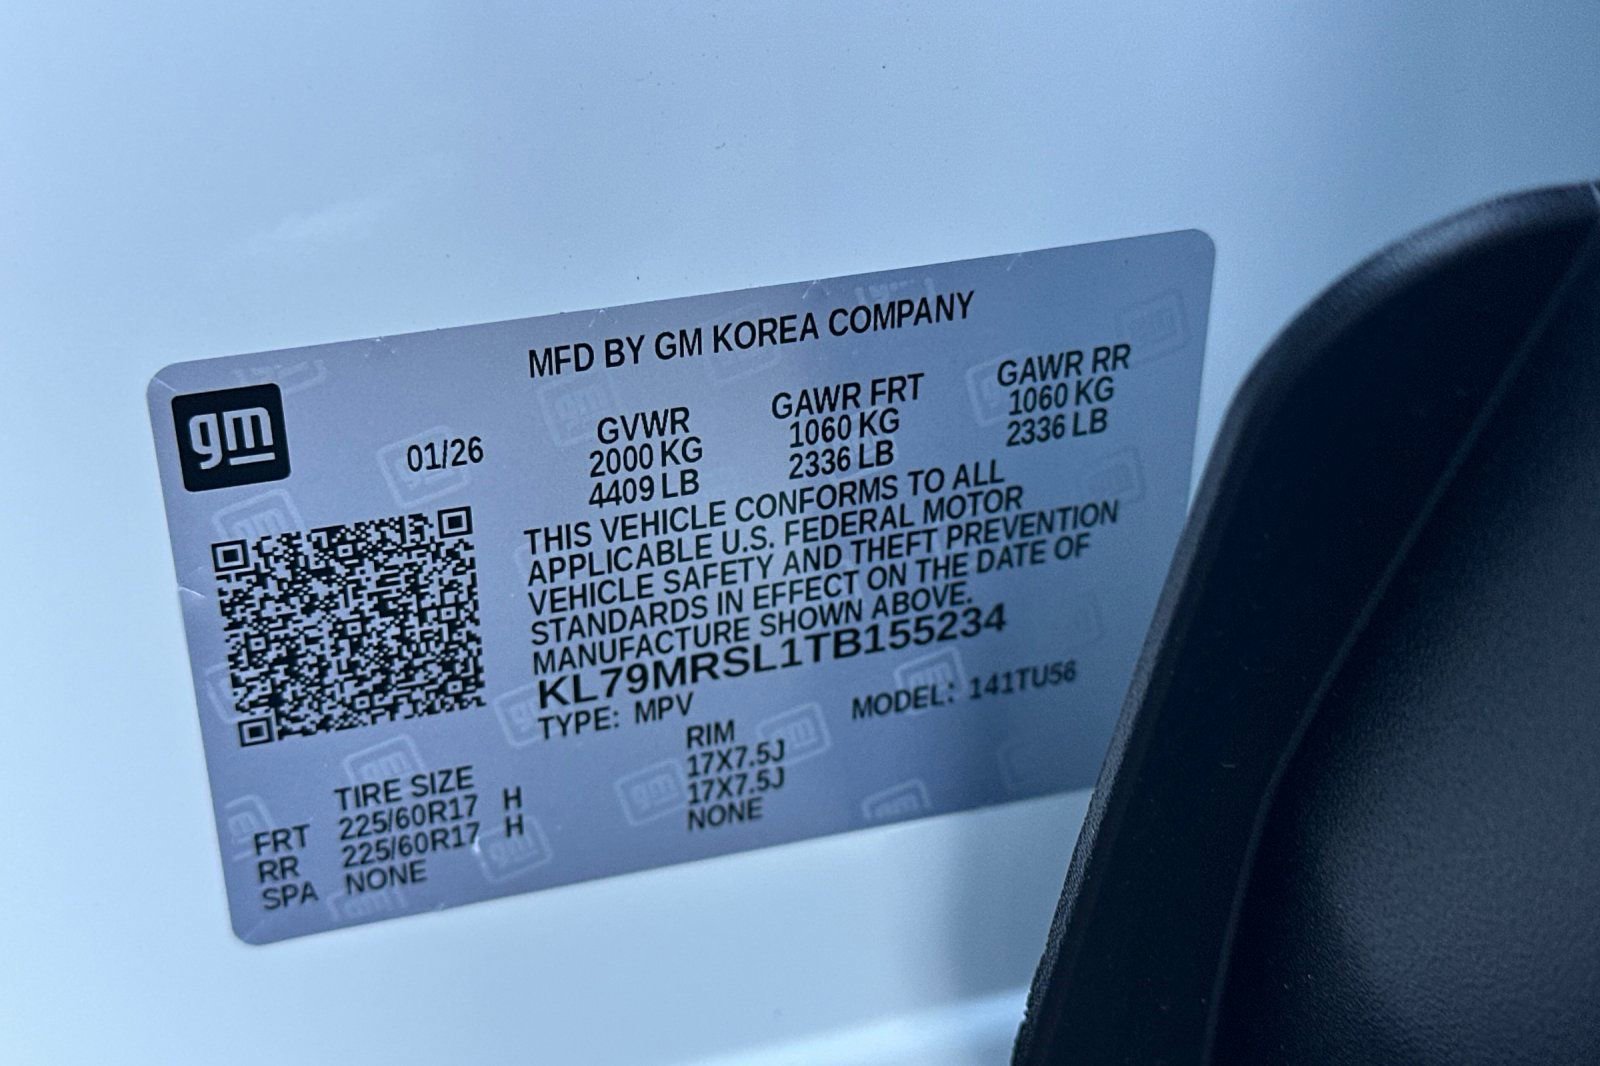 MFD BY GM KOREA COMPANY
gm
01/26
GVWR GAWR FRT GAWR RR
2000 KG 1060 KG 1060 KG
4409 LB 2336 LB 2336 LB
THIS VEHICLE CONFORMS TO ALL
APPLICABLE U.S. FEDERAL MOTOR
VEHICLE SAFETY AND THEFT PREVENTION
STANDARDS IN EFFECT ON THE DATE OF
MANUFACTURE SHOWN ABOVE.
KL79MRSL1TB155234
TYPE: MPV MODEL: 141TU56
TIRE SIZE RIM
FRT 225/60R17 H 17X7.5J
RR 225/60R17 H 17X7.5J
SPA NONE NONE